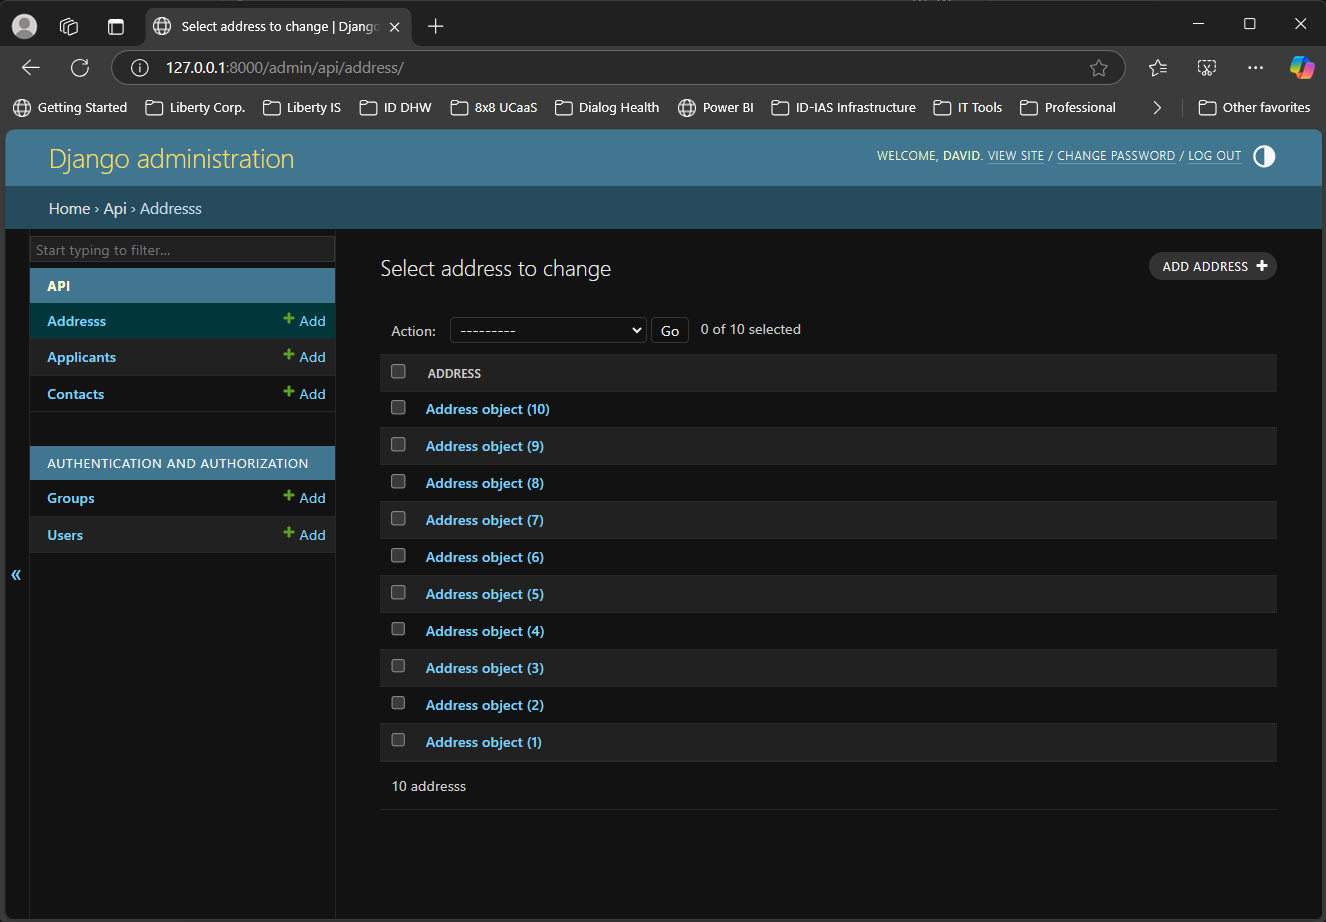 Select address to change | Django
127.0.0.1:8000/admin/api/address/
Getting Started Liberty Corp. Liberty IS ID DHW 8x8 UCaaS Dialog Health Power BI ID-IAS Infrastructure IT Tools Professional Other favorites
Django administration
WELCOME, DAVID. VIEW SITE / CHANGE PASSWORD / LOG OUT
Home › Api › Addresss
Start typing to filter...
API
Addresss + Add
Applicants + Add
Contacts + Add
AUTHENTICATION AND AUTHORIZATION
Groups + Add
Users + Add
«
Select address to change
ADD ADDRESS +
Action: --------- Go 0 of 10 selected
ADDRESS
Address object (10)
Address object (9)
Address object (8)
Address object (7)
Address object (6)
Address object (5)
Address object (4)
Address object (3)
Address object (2)
Address object (1)
10 addresss